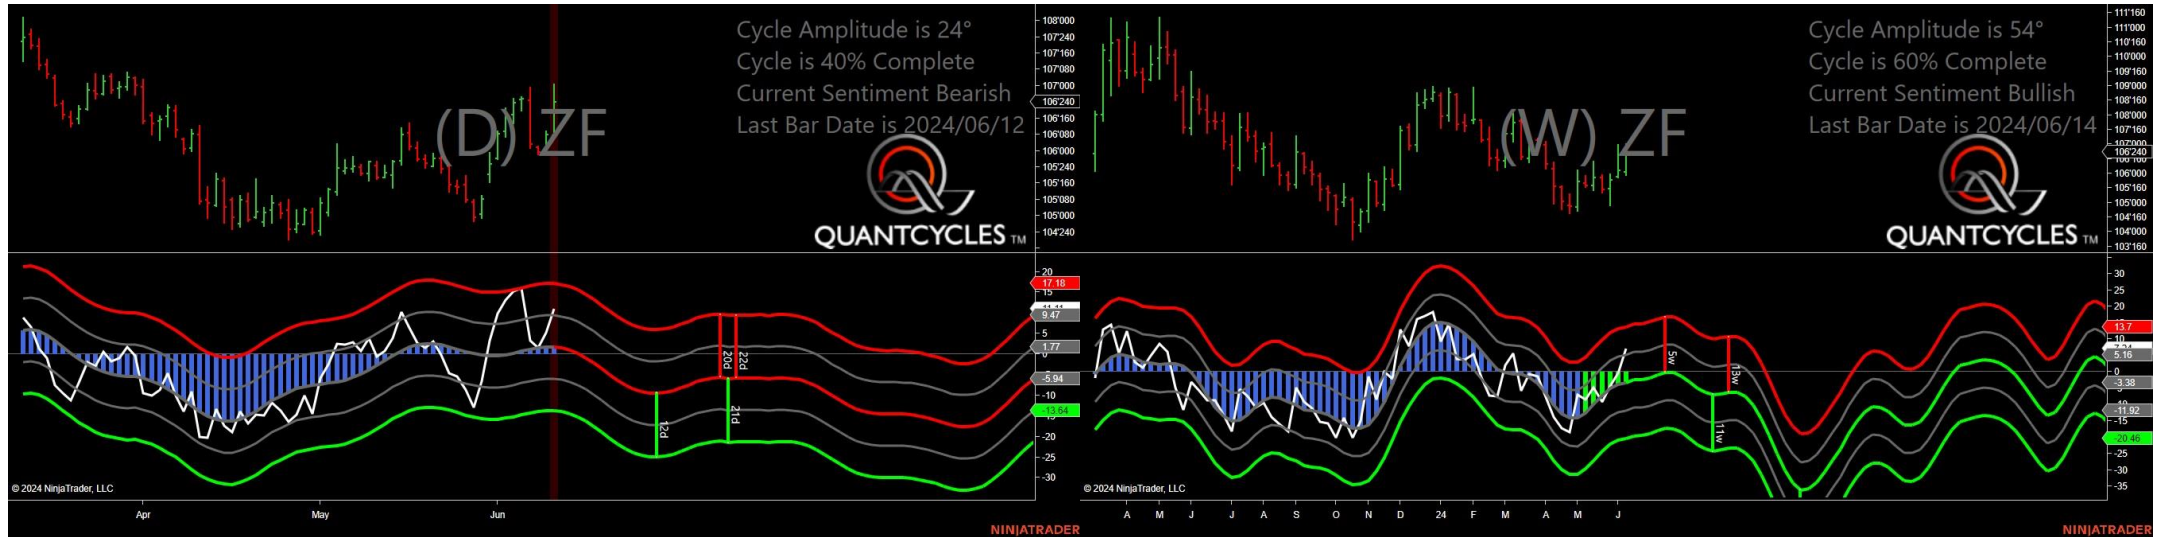 Cycle Amplitude is 24°
Cycle is 40% Complete
Current Sentiment Bearish
Last Bar Date is 2024/06/12
(D) ZF
QUANTCYCLES TM
108'000
107'240
107'160
107'080
107'000
106'240
106'160
106'080
106'000
105'240
105'160
105'080
105'000
104'240
20
17.18
15
9.47
5
1.77
0
-5.94
-10
-13.64
-20
-25
-30
20d
22d
12d
21d
© 2024 NinjaTrader, LLC
Apr
May
Jun
NINJATRADER
Cycle Amplitude is 54°
Cycle is 60% Complete
Current Sentiment Bullish
Last Bar Date is 2024/06/14
(W) ZF
QUANTCYCLES TM
111'160
111'000
110'160
110'000
109'160
109'000
108'160
108'000
107'160
107'000
106'240
106'000
105'160
105'000
104'160
104'000
103'160
30
25
20
13.7
5.16
0
-3.38
-11.92
-15
-20.46
-25
-30
-35
5w
13w
11w
© 2024 NinjaTrader, LLC
A
M
J
J
A
S
O
N
D
24
F
M
A
M
J
NINJATRADER